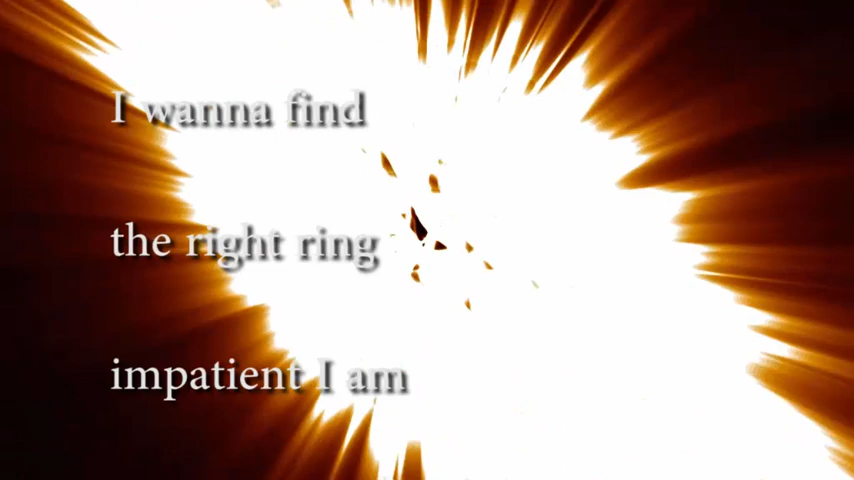 I wanna find
the right ring
impatient I am